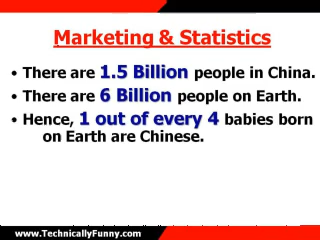 Marketing & Statistics
• There are 1.5 Billion people in China.
• There are 6 Billion people on Earth.
• Hence, 1 out of every 4 babies born
on Earth are Chinese.
www.TechnicallyFunny.com